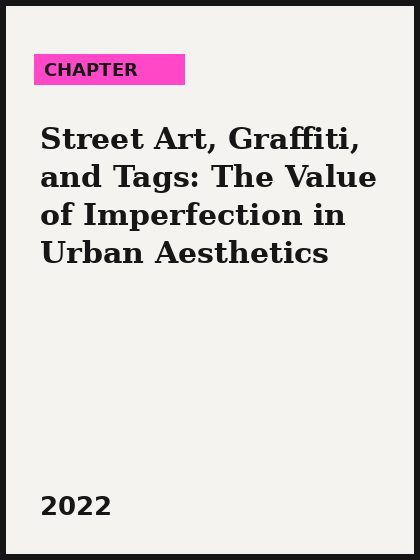 CHAPTER
Street Art, Graffiti,
and Tags: The Value
of Imperfection in
Urban Aesthetics
2022